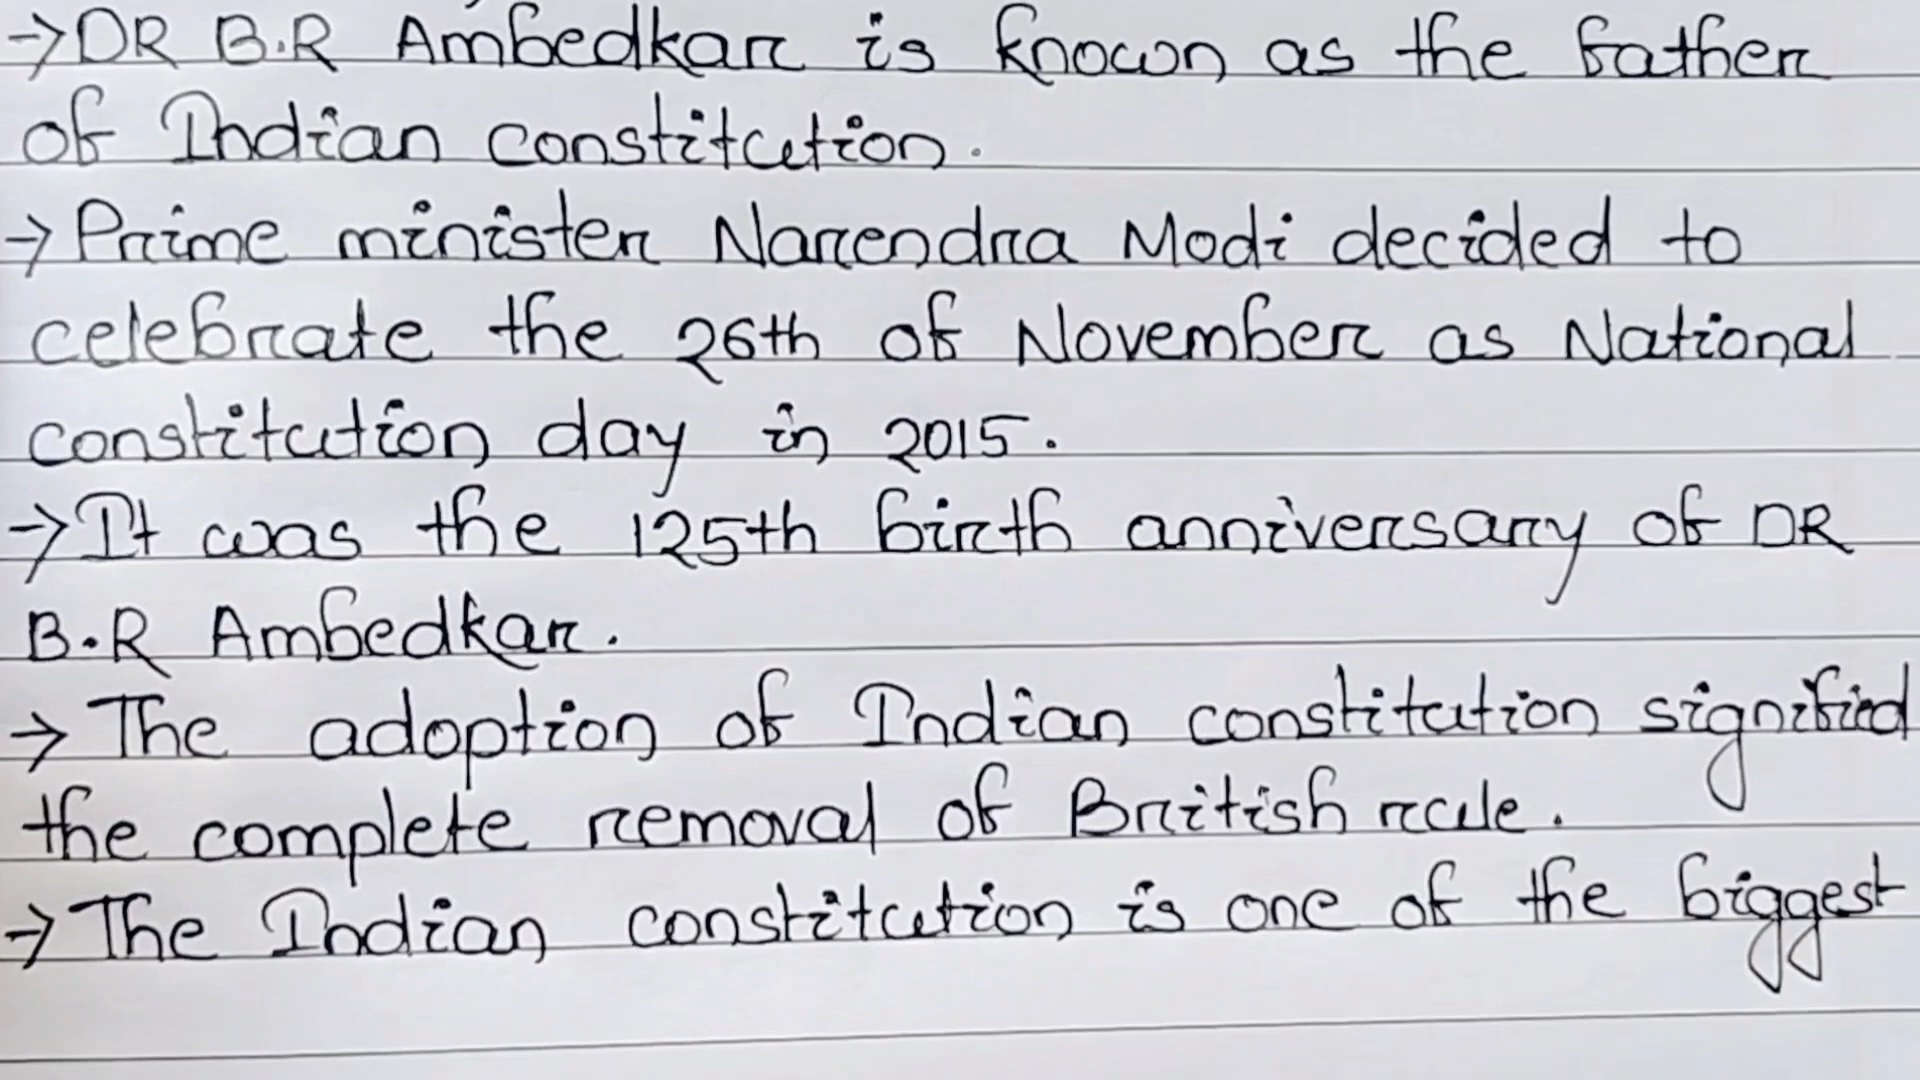 →DR B.R Ambedkar is known as the father
of Indian constitution.
→Prime minister Narendra Modi decided to
celebrate the 26th of November as National
constitution day in 2015.
→It was the 125th birth anniversary of DR
B.R Ambedkar.
→ The adoption of Indian constitution signified
the complete removal of British rule.
→The Indian constitution is one of the biggest